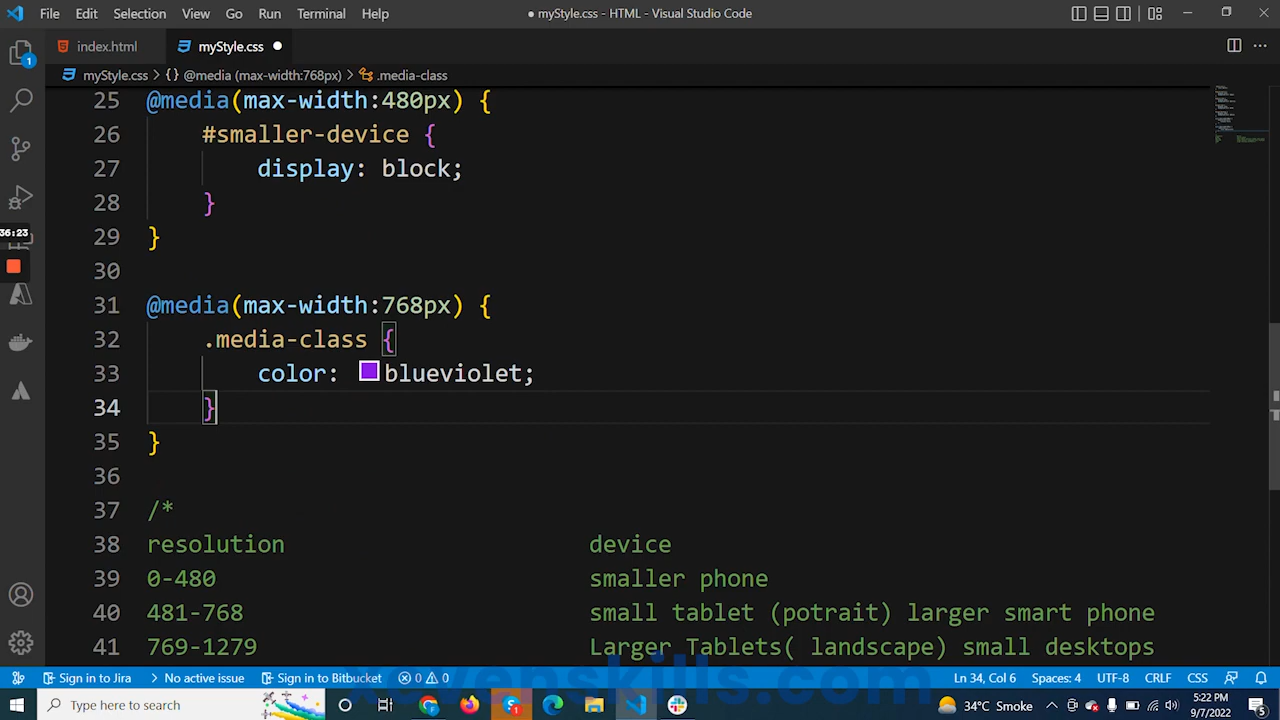 File Edit Selection View Go Run Terminal Help
● myStyle.css - HTML - Visual Studio Code
index.html myStyle.css ●
myStyle.css > {} @media (max-width:768px) > .media-class
25 @media(max-width:480px) {
26 #smaller-device {
27 display: block;
28 }
29 }
30
31 @media(max-width:768px) {
32 .media-class {
33 color: blueviolet;
34 }
35 }
36
37 /*
38 resolution device
39 0-480 smaller phone
40 481-768 small tablet (potrait) larger smart phone
41 769-1279 Larger Tablets( landscape) small desktops
1
36:23
xcvenskills.com
Sign in to Jira > No active issue Sign in to Bitbucket 0 0 Ln 34, Col 6 Spaces: 4 UTF-8 CRLF CSS
Type here to search 34°C Smoke 5:22 PM
9/7/2022 5